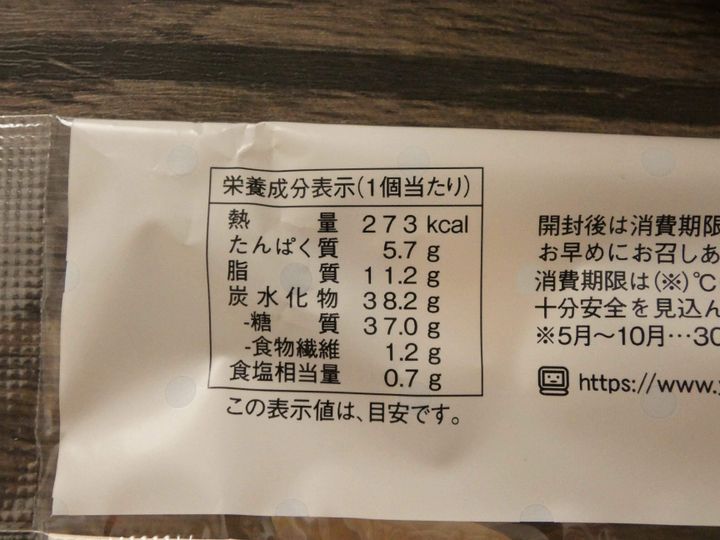 栄養成分表示(1個当たり)
熱量 273 kcal
たんぱく質 5.7 g
脂質 11.2 g
炭水化物 38.2 g
-糖質 37.0 g
-食物繊維 1.2 g
食塩相当量 0.7 g
この表示値は、目安です。
開封後は消費期限
お早めにお召しあ
消費期限は(※)℃
十分安全を見込ん
※5月～10月…30
https://www.